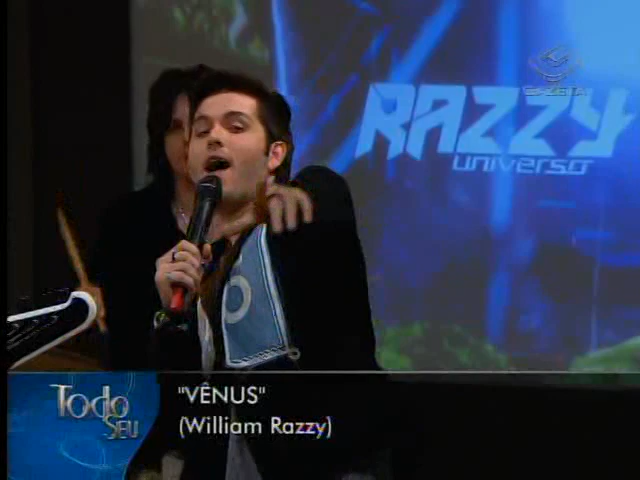 GAZETA
RAZZY
UNIVERSO
Todo
SEU
"VÊNUS"
(William Razzy)